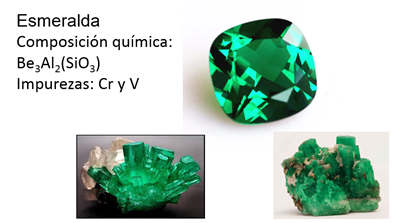 Esmeralda
Composición química:
Be₃Al₂(SiO₃)
Impurezas: Cr y V